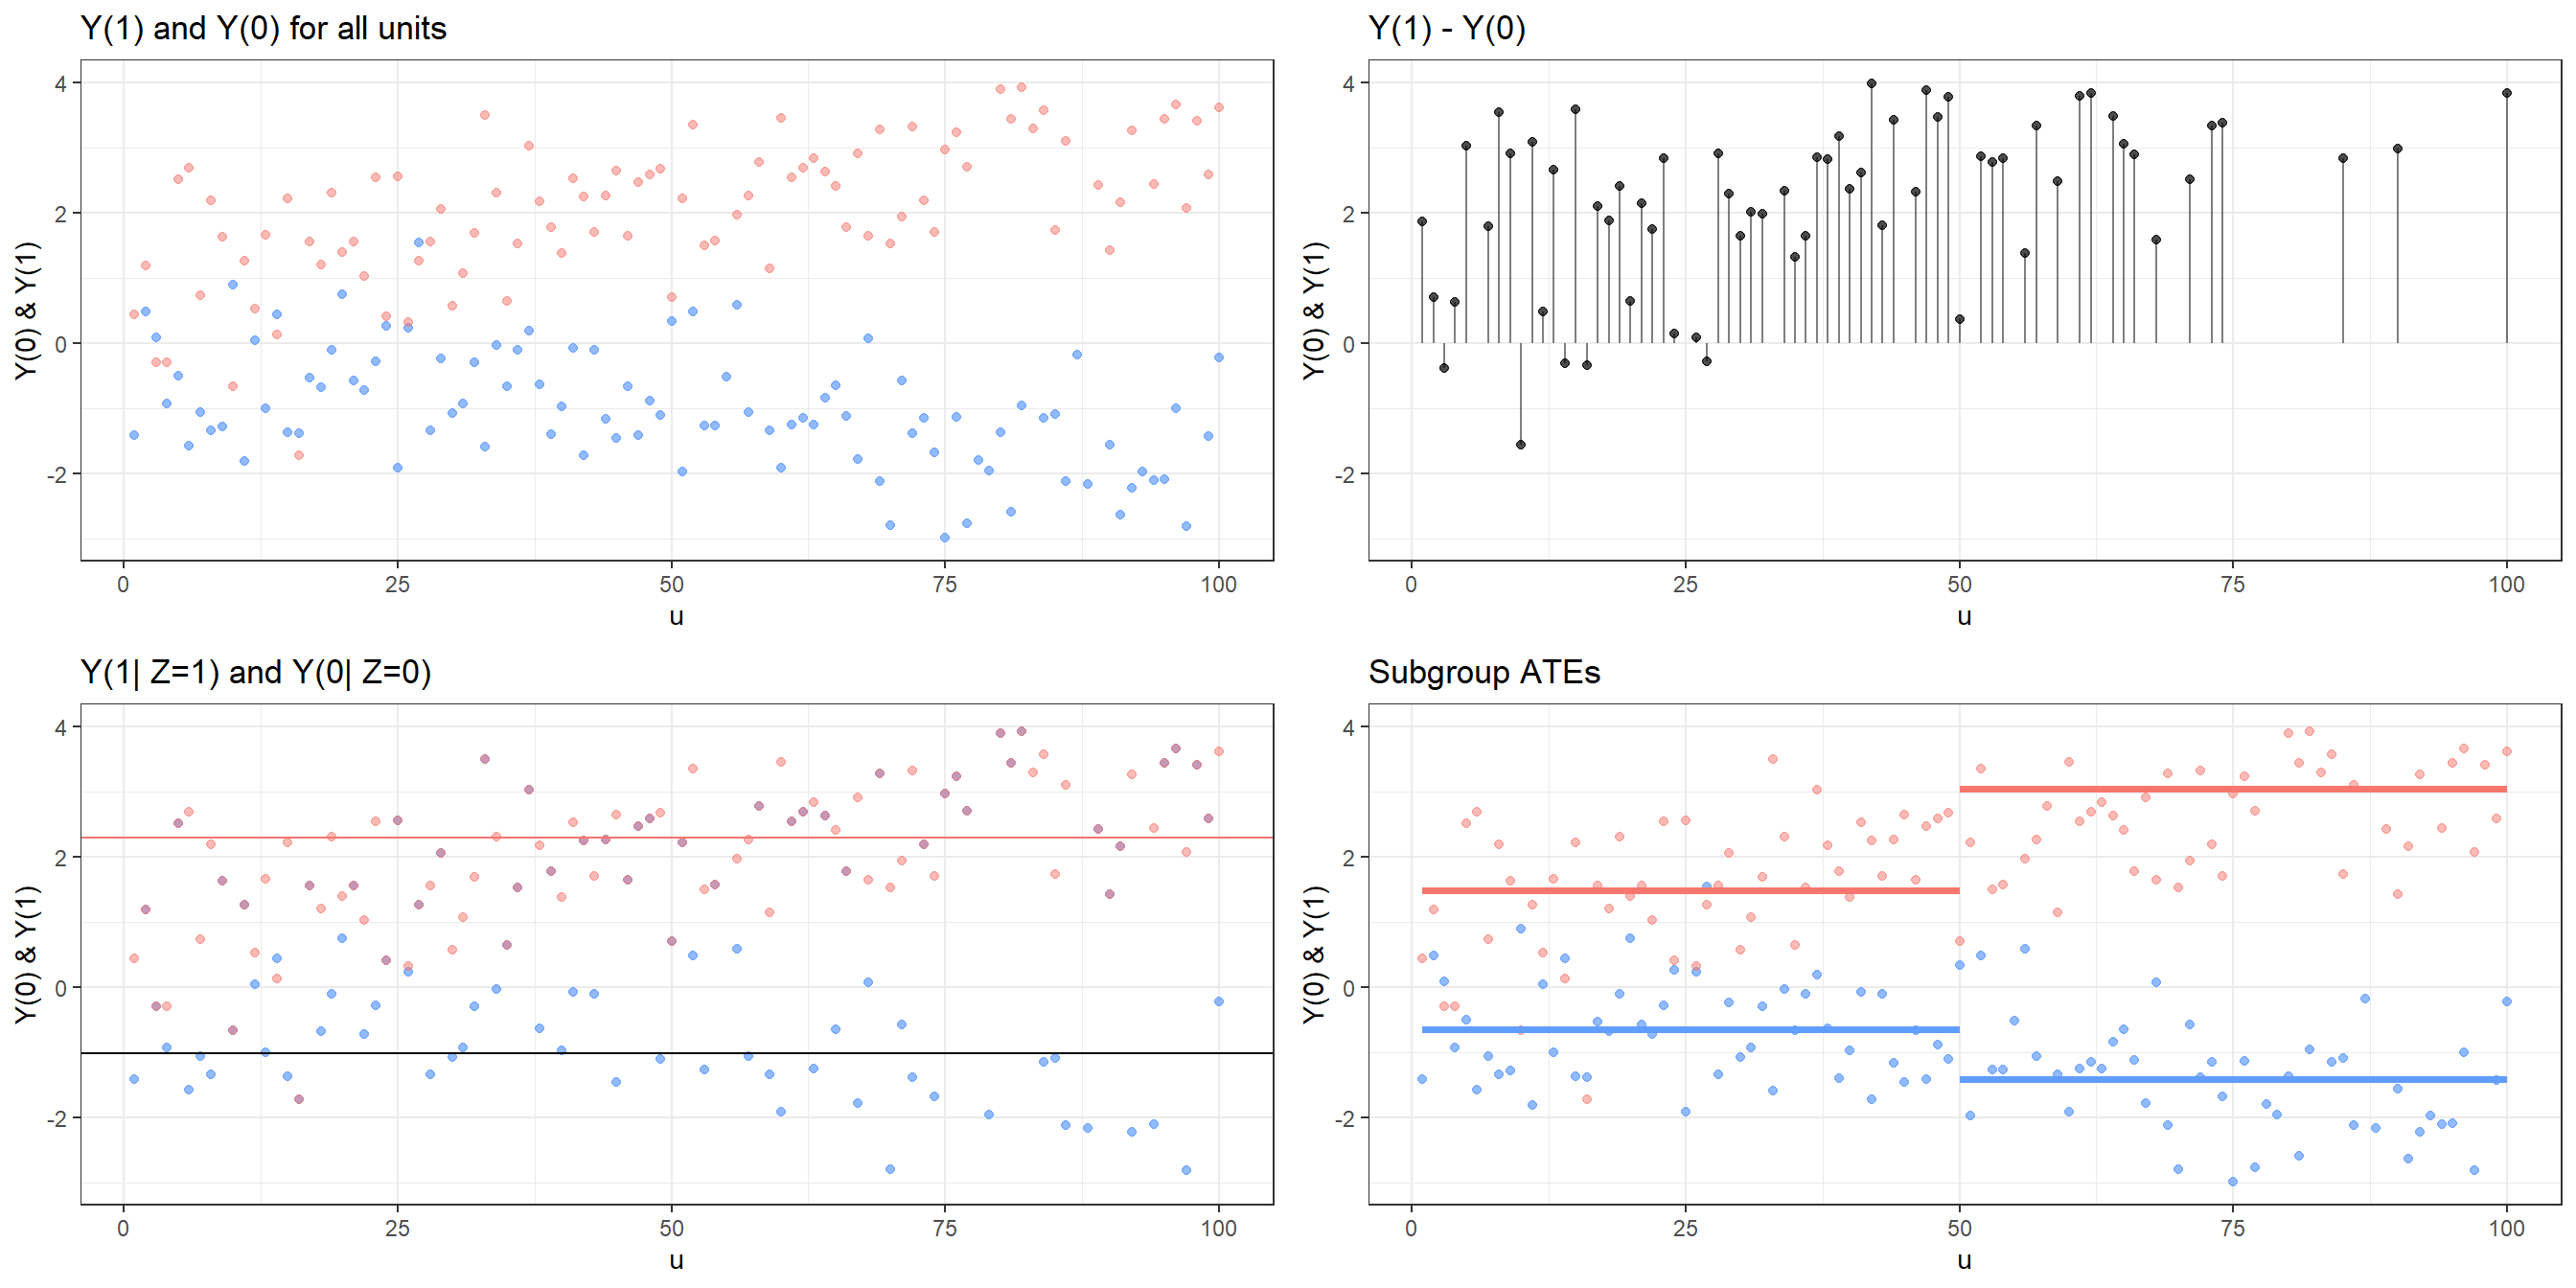 Y(1) and Y(0) for all units
Y(0) & Y(1)
4
2
0
-2
0 25 50 75 100
u
Y(1) - Y(0)
Y(0) & Y(1)
4
2
0
-2
0 25 50 75 100
u
Y(1| Z=1) and Y(0| Z=0)
Y(0) & Y(1)
4
2
0
-2
0 25 50 75 100
u
Subgroup ATEs
Y(0) & Y(1)
4
2
0
-2
0 25 50 75 100
u